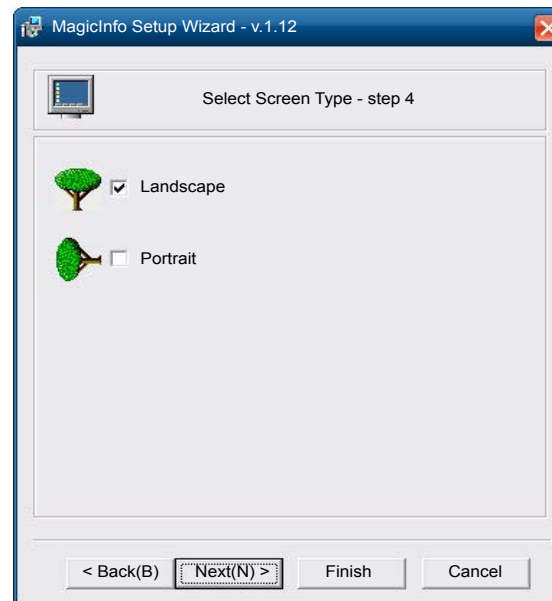 MagicInfo Setup Wizard - v.1.12
Select Screen Type - step 4
Landscape
Portrait
< Back(B) Next(N) > Finish Cancel